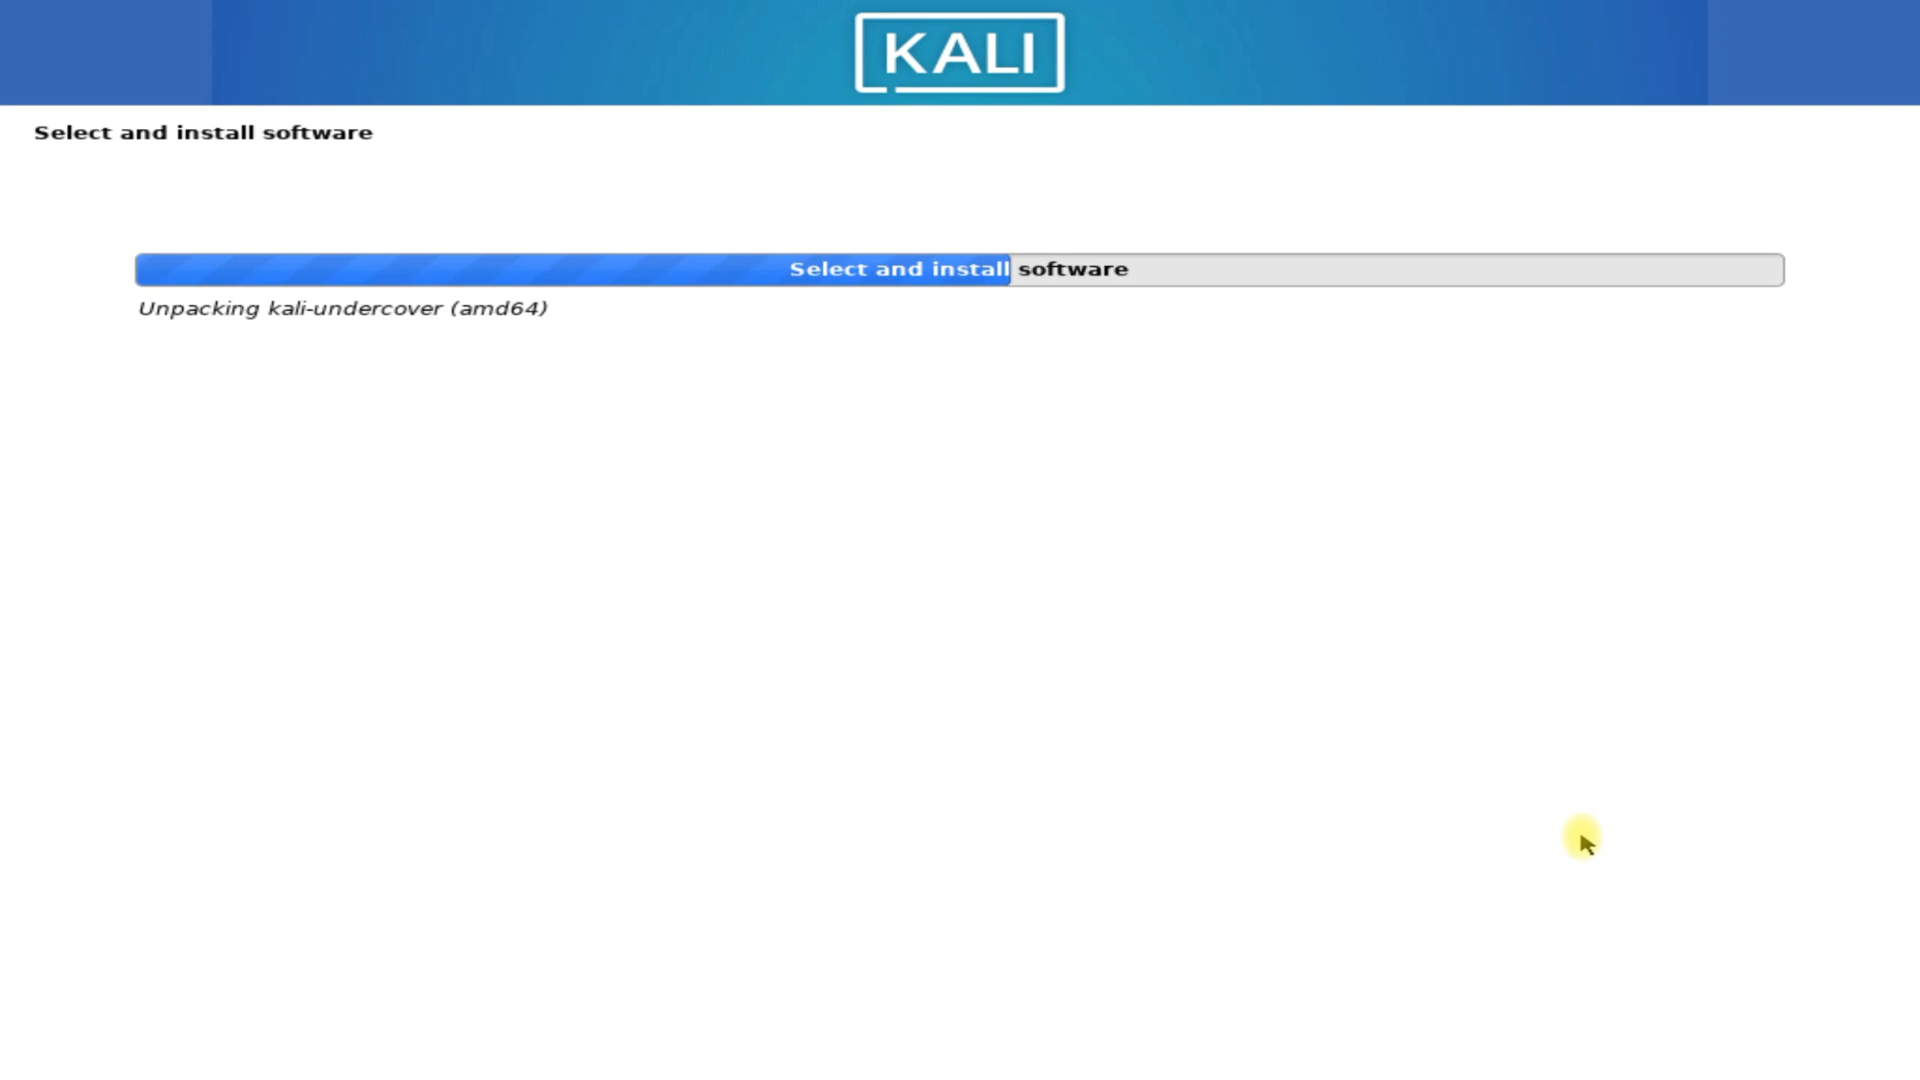 KALI
Select and install software
Select and install software
Unpacking kali-undercover (amd64)